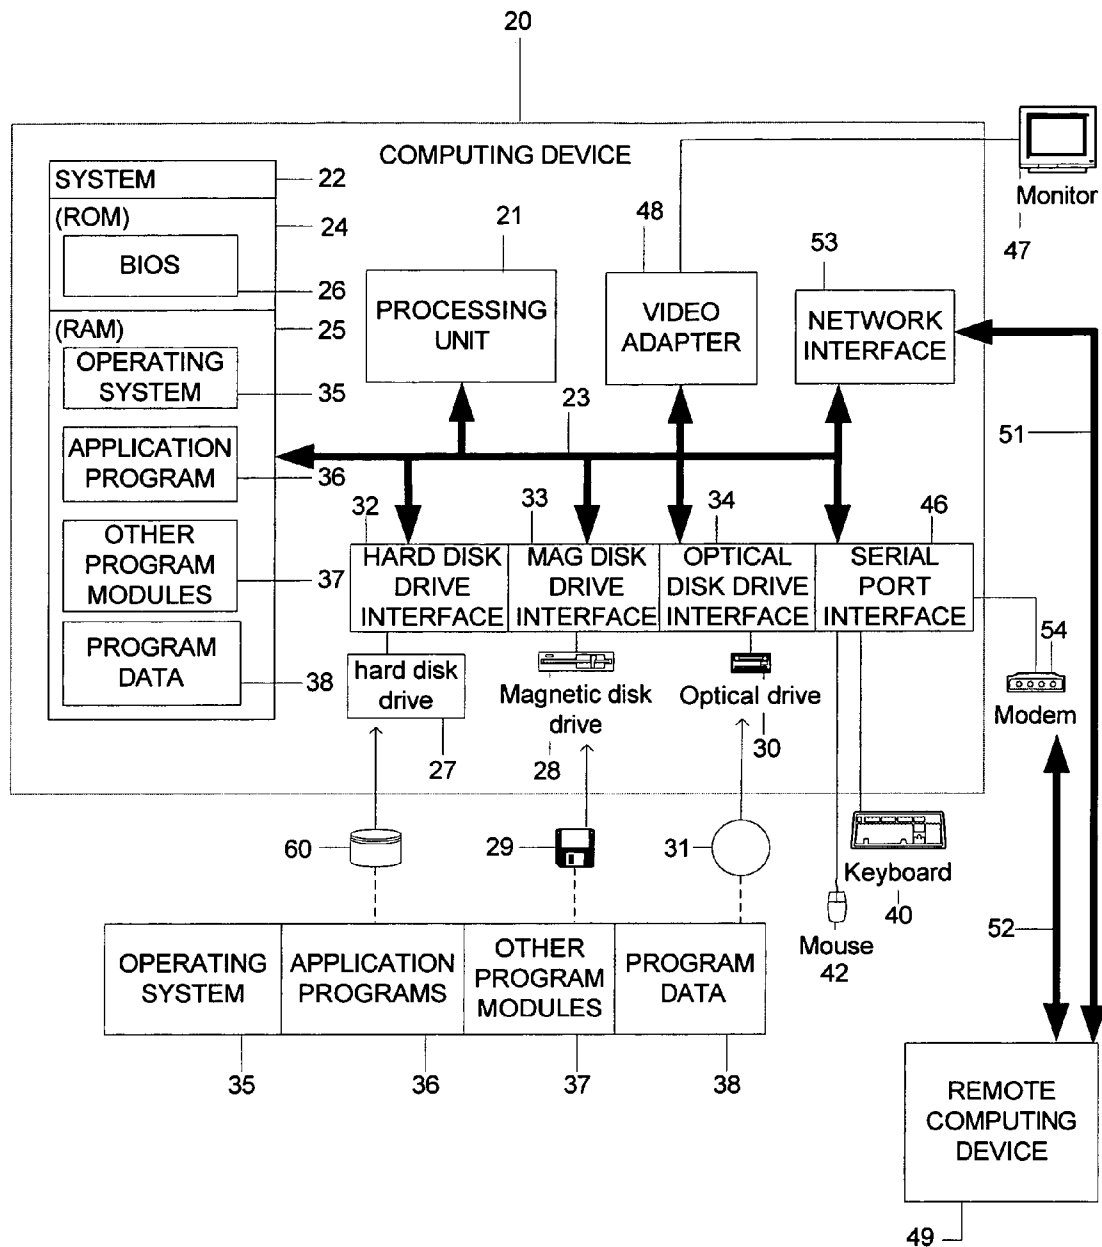 20
COMPUTING DEVICE
SYSTEM
22
(ROM)
24
BIOS
26
(RAM)
25
OPERATING
SYSTEM
35
APPLICATION
PROGRAM
36
OTHER
PROGRAM
MODULES
37
PROGRAM
DATA
38
21
PROCESSING
UNIT
48
VIDEO
ADAPTER
53
NETWORK
INTERFACE
Monitor
47
23
51
32
HARD DISK
DRIVE
INTERFACE
33
MAG DISK
DRIVE
INTERFACE
34
OPTICAL
DISK DRIVE
INTERFACE
46
SERIAL
PORT
INTERFACE
hard disk
drive
27
Magnetic disk
drive
28
Optical drive
30
54
Modem
60
29
31
Keyboard
40
Mouse
42
52
OPERATING
SYSTEM
35
APPLICATION
PROGRAMS
36
OTHER
PROGRAM
MODULES
37
PROGRAM
DATA
38
REMOTE
COMPUTING
DEVICE
49